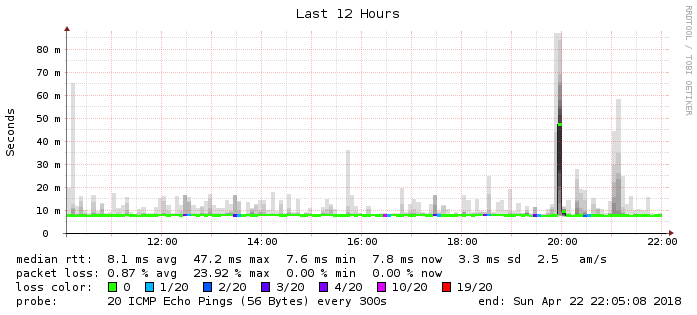 Last 12 Hours
RRDTOOL / TOBI OETIKER
Seconds
80 m
70 m
60 m
50 m
40 m
30 m
20 m
10 m
0
12:00 14:00 16:00 18:00 20:00 22:00
median rtt: 8.1 ms avg 47.2 ms max 7.6 ms min 7.8 ms now 3.3 ms sd 2.5 am/s
packet loss: 0.87 % avg 23.92 % max 0.00 % min 0.00 % now
loss color: 0 1/20 2/20 3/20 4/20 10/20 19/20
probe: 20 ICMP Echo Pings (56 Bytes) every 300s end: Sun Apr 22 22:05:08 2018